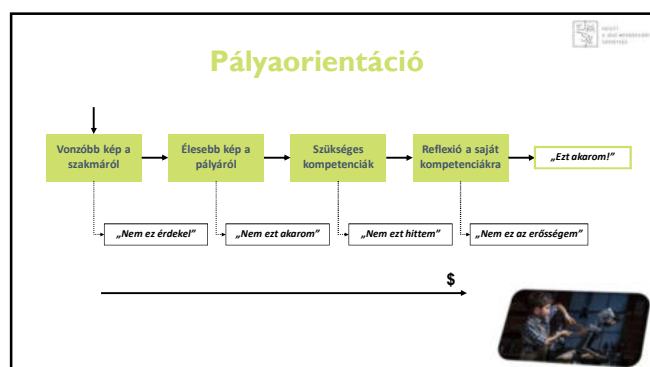 Pályaorientáció
Vonzóbb kép a
szakmáról
Élesebb kép a
pályáról
Szükséges
kompetenciák
Reflexió a saját
kompetenciákra
„Ezt akarom!”
„Nem ez érdekel”
„Nem ezt akarom”
„Nem ezt hittem”
„Nem ez az erősségem”
$